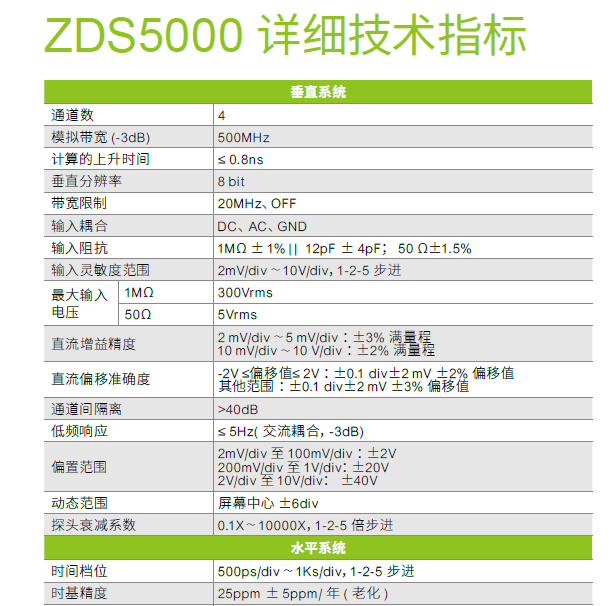 ZDS5000 详细技术指标
垂直系统
通道数 4
模拟带宽 (-3dB) 500MHz
计算的上升时间 ≤ 0.8ns
垂直分辨率 8 bit
带宽限制 20MHz、OFF
输入耦合 DC、AC、GND
输入阻抗 1MΩ ± 1% || 12pF ± 4pF； 50 Ω±1.5%
输入灵敏度范围 2mV/div～10V/div，1-2-5 步进
最大输入电压 1MΩ 300Vrms
50Ω 5Vrms
直流增益精度 2 mV/div～5 mV/div：±3% 满量程
10 mV/div～10 V/div：±2% 满量程
直流偏移准确度 -2V ≤偏移值≤ 2V：±0.1 div±2 mV ±2% 偏移值
其他范围：±0.1 div±2 mV ±3% 偏移值
通道间隔离 >40dB
低频响应 ≤ 5Hz( 交流耦合，-3dB)
偏置范围 2mV/div 至 100mV/div：±2V
200mV/div 至 1V/div：±20V
2V/div 至 10V/div： ±40V
动态范围 屏幕中心 ±6div
探头衰减系数 0.1X～10000X，1-2-5 倍步进
水平系统
时间档位 500ps/div～1Ks/div，1-2-5 步进
时基精度 25ppm ± 5ppm/ 年 ( 老化 )